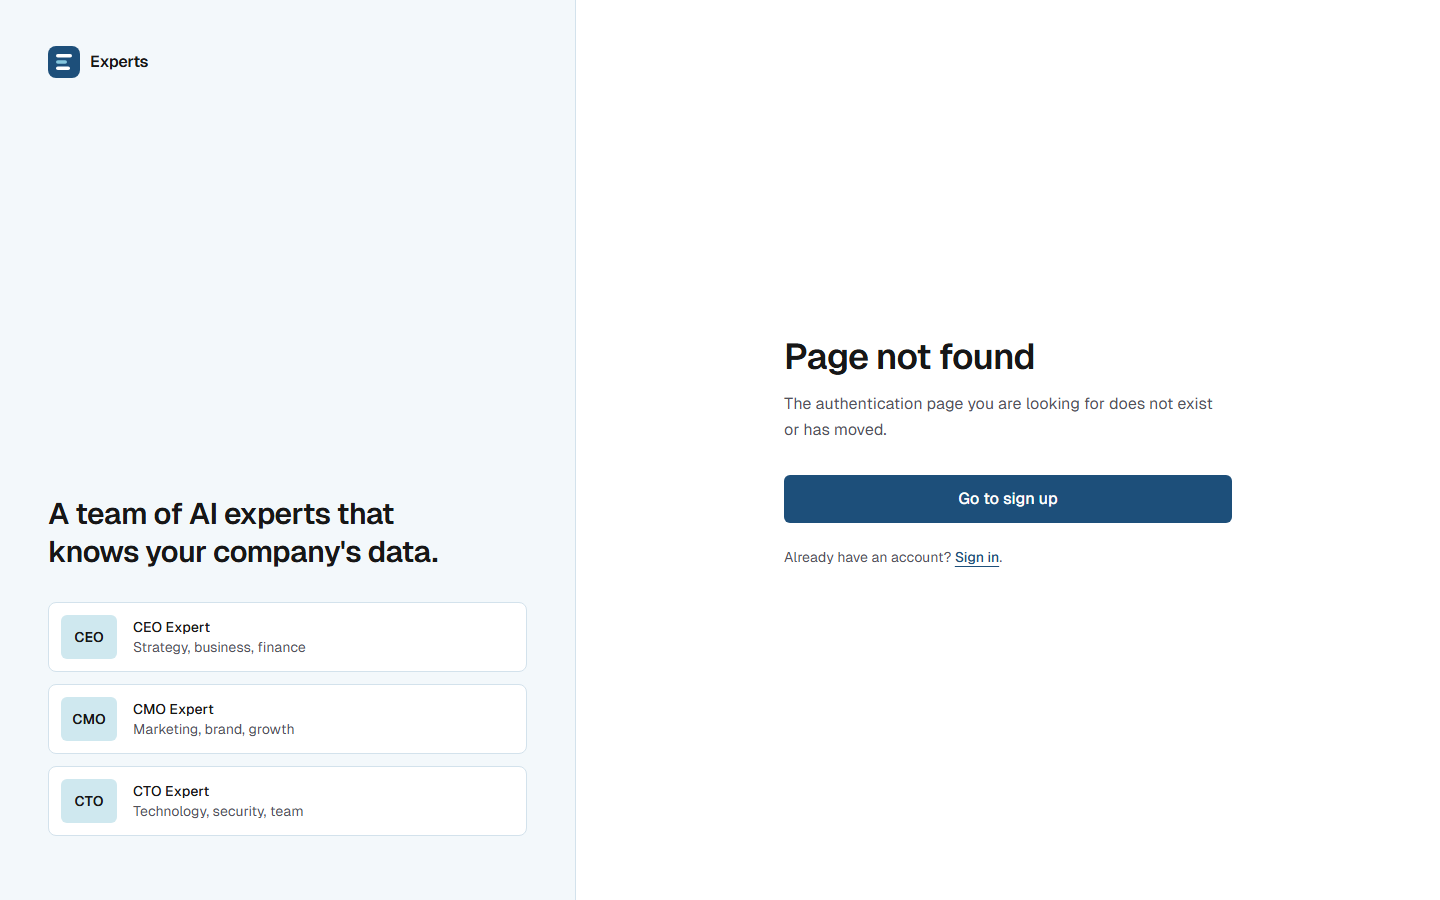 Experts
A team of AI experts that
knows your company's data.
CEO
CEO Expert
Strategy, business, finance
CMO
CMO Expert
Marketing, brand, growth
CTO
CTO Expert
Technology, security, team
Page not found
The authentication page you are looking for does not exist
or has moved.
Go to sign up
Already have an account? Sign in.